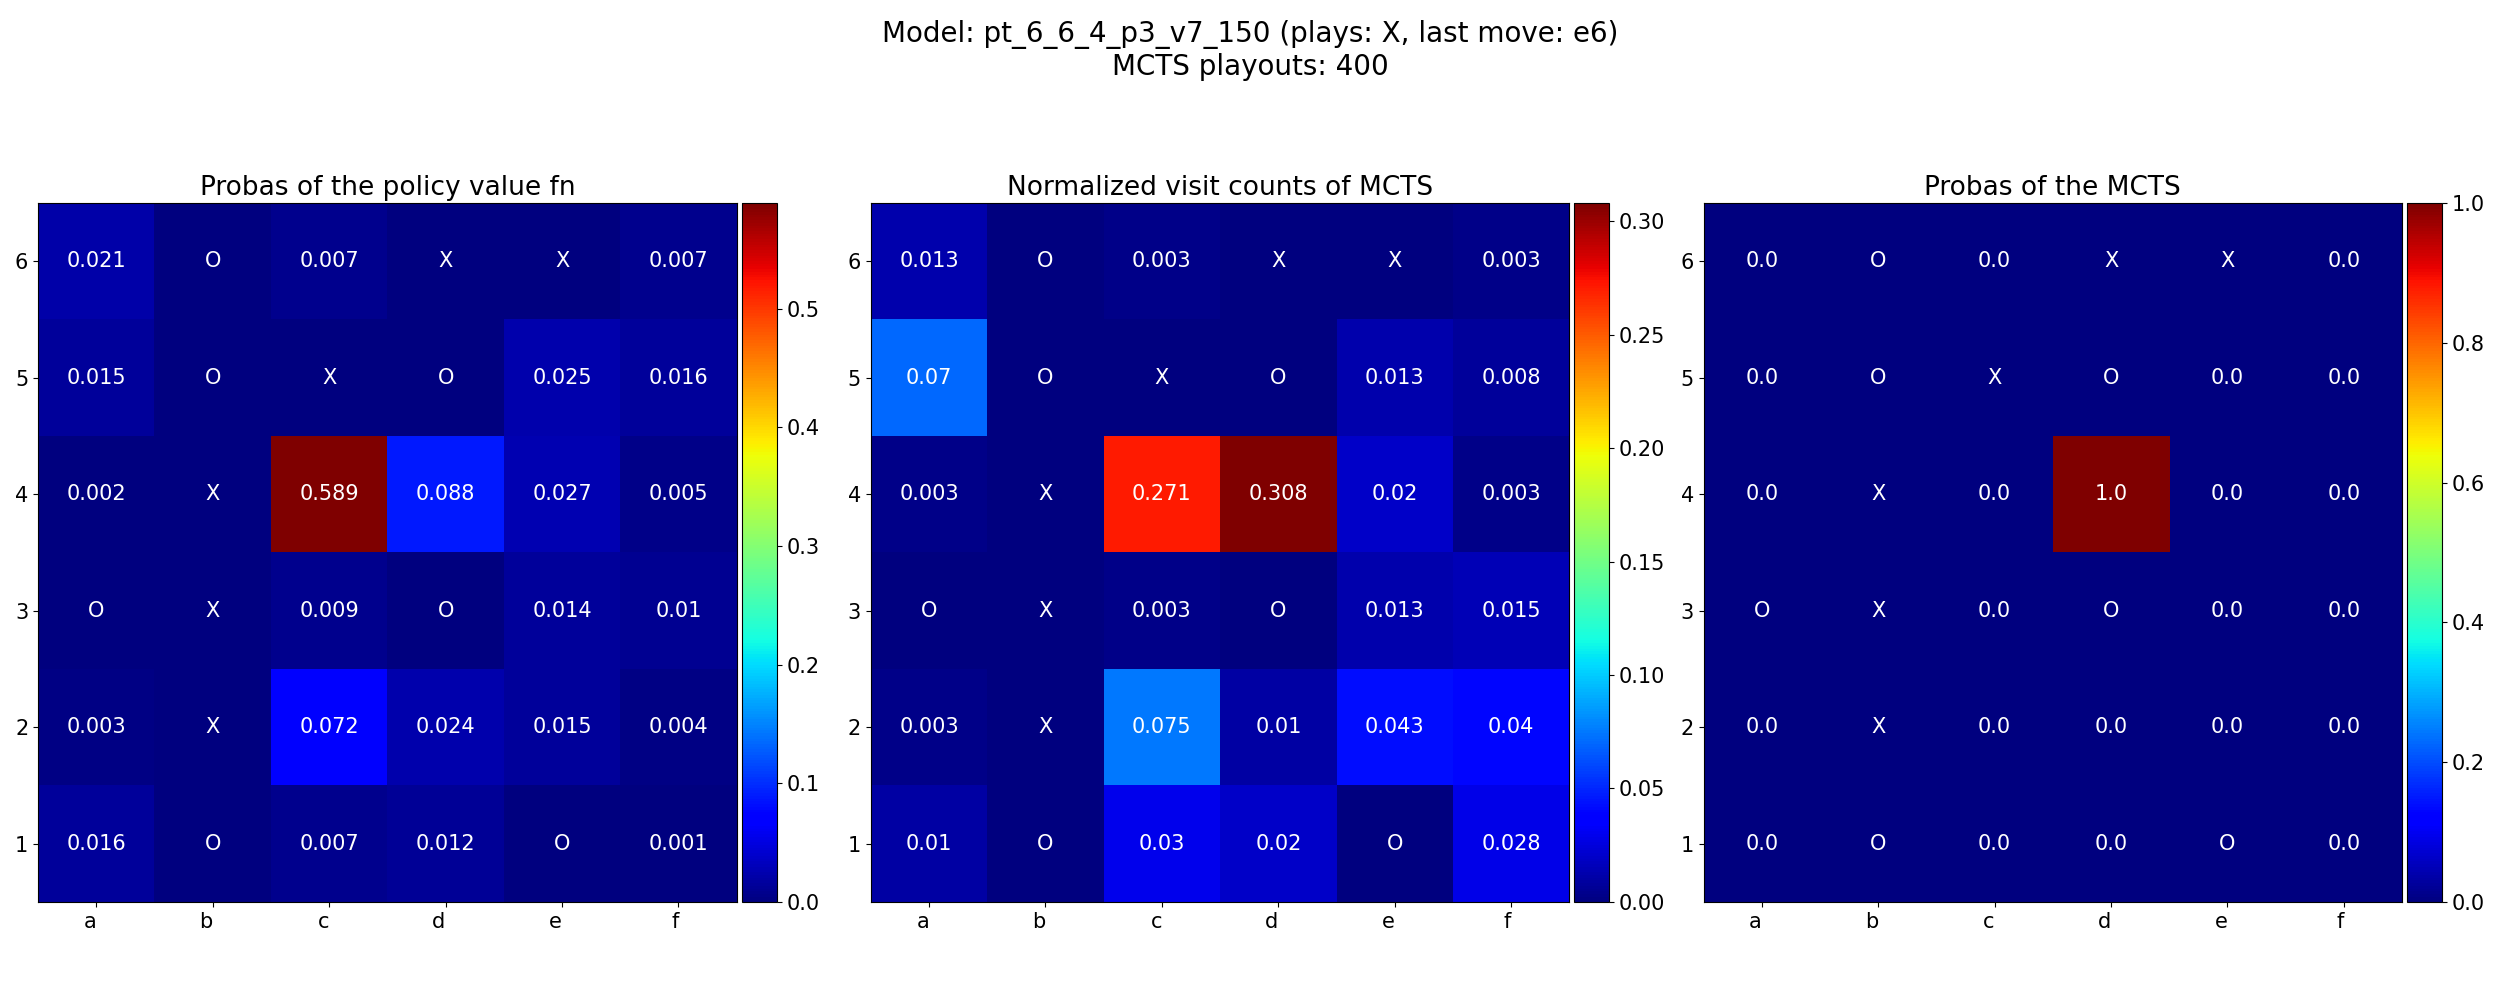 Model: pt_6_6_4_p3_v7_150 (plays: X, last move: e6)
MCTS playouts: 400
Probas of the policy value fn
6 0.021 O 0.007 X X 0.007
5 0.015 O X O 0.025 0.016
4 0.002 X 0.589 0.088 0.027 0.005
3 O X 0.009 O 0.014 0.01
2 0.003 X 0.072 0.024 0.015 0.004
1 0.016 O 0.007 0.012 O 0.001
a b c d e f
0.5
0.4
0.3
0.2
0.1
0.0
Normalized visit counts of MCTS
6 0.013 O 0.003 X X 0.003
5 0.07 O X O 0.013 0.008
4 0.003 X 0.271 0.308 0.02 0.003
3 O X 0.003 O 0.013 0.015
2 0.003 X 0.075 0.01 0.043 0.04
1 0.01 O 0.03 0.02 O 0.028
a b c d e f
0.30
0.25
0.20
0.15
0.10
0.05
0.00
Probas of the MCTS
6 0.0 O 0.0 X X 0.0
5 0.0 O X O 0.0 0.0
4 0.0 X 0.0 1.0 0.0 0.0
3 O X 0.0 O 0.0 0.0
2 0.0 X 0.0 0.0 0.0 0.0
1 0.0 O 0.0 0.0 O 0.0
a b c d e f
1.0
0.8
0.6
0.4
0.2
0.0